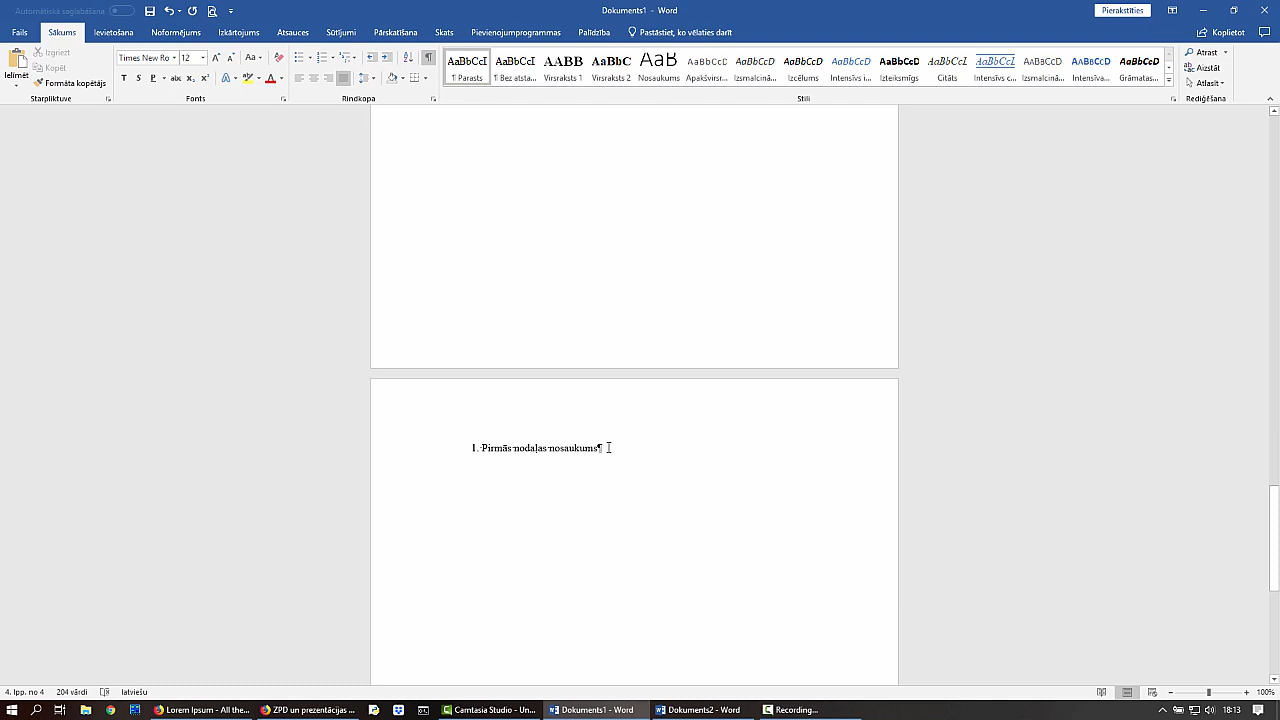 Automātiskā saglabāšana
Dokuments1 - Word
Pierakstīties
Fails Sākums Ievietošana Noformējums Izkārtojums Atsauces Sūtījumi Pārskatīšana Skats Pievienojumprogrammas Palīdzība Pastāstiet, ko vēlaties darīt Koplietot
Ielīmēt
Izgriezt
Kopēt
Formāta kopētājs
Starpliktuve
Times New Ro 12
Fonts
Rindkopa
AaBbCcI AaBbCcI AABB AaBbC AaB AaBbCcD AaBbCcD AaBbCcD AaBbCcD AaBbCcD AaBbCcI AaBbCcI AaBbCcD AaBbCcD AaBbCcD
¶ Parasts ¶ Bez atsta... Virsraksts 1 Virsraksts 2 Nosaukums Apakšvirs... Izsmalcinā... Izcēlums Intensīvs i... Izteiksmīgs Citāts Intensīvs c... Izsmalcinā... Intensīva... Grāmatas...
Stili
Atrast
Aizstāt
Atlasīt
Rediģēšana
1. Pirmās nodaļas nosaukums¶
4. lpp. no 4 204 vārdi latviešu 100%
Lorem Ipsum - All the... ZPD un prezentācijas ... Camtasia Studio - Un... Dokuments1 - Word Dokuments2 - Word Recording... 18:13